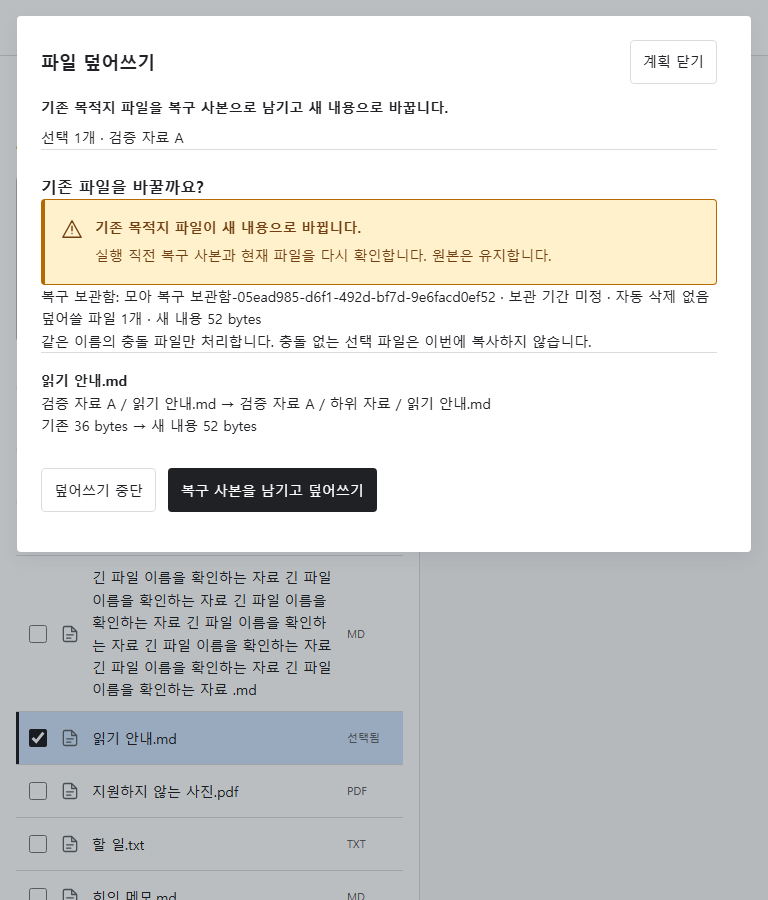 파일 덮어쓰기
계획 닫기
기존 목적지 파일을 복구 사본으로 남기고 새 내용으로 바꿉니다.
선택 1개 · 검증 자료 A
기존 파일을 바꿀까요?
기존 목적지 파일이 새 내용으로 바뀝니다.
실행 직전 복구 사본과 현재 파일을 다시 확인합니다. 원본은 유지합니다.
복구 보관함: 모아 복구 보관함-05ead985-d6f1-492d-bf7d-9e6facd0ef52 · 보관 기간 미정 · 자동 삭제 없음
덮어쓸 파일 1개 · 새 내용 52 bytes
같은 이름의 충돌 파일만 처리합니다. 충돌 없는 선택 파일은 이번에 복사하지 않습니다.
읽기 안내.md
검증 자료 A / 읽기 안내.md → 검증 자료 A / 하위 자료 / 읽기 안내.md
기존 36 bytes → 새 내용 52 bytes
덮어쓰기 중단
복구 사본을 남기고 덮어쓰기
긴 파일 이름을 확인하는 자료 긴 파일
이름을 확인하는 자료 긴 파일 이름을
확인하는 자료 긴 파일 이름을 확인하
는 자료 긴 파일 이름을 확인하는 자료
긴 파일 이름을 확인하는 자료 긴 파일
이름을 확인하는 자료 .md
MD
읽기 안내.md
선택됨
지원하지 않는 사진.pdf
PDF
할 일.txt
TXT
회의 메모.md
MD